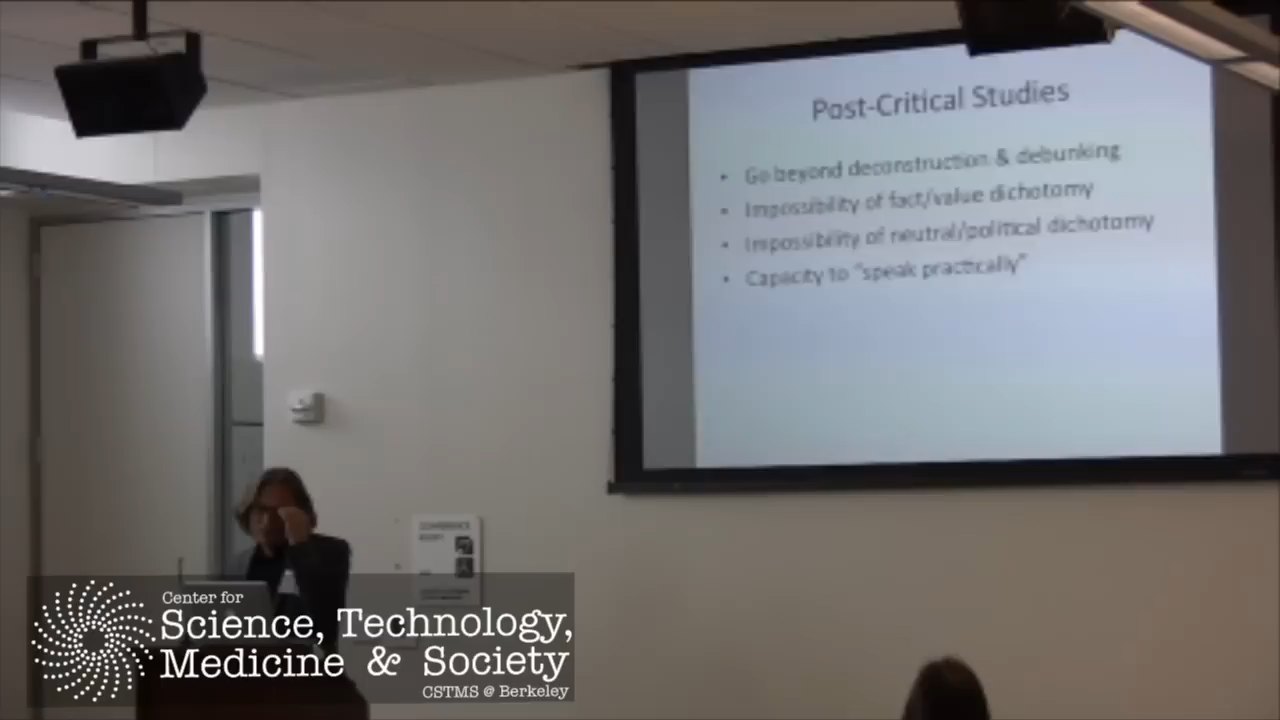 Post-Critical Studies
• Go beyond deconstruction & debunking
• Impossibility of fact/value dichotomy
• Impossibility of neutral/political dichotomy
• Capacity to "speak practically"
CONFERENCE
Center for
Science, Technology,
Medicine & Society
CSTMS @ Berkeley